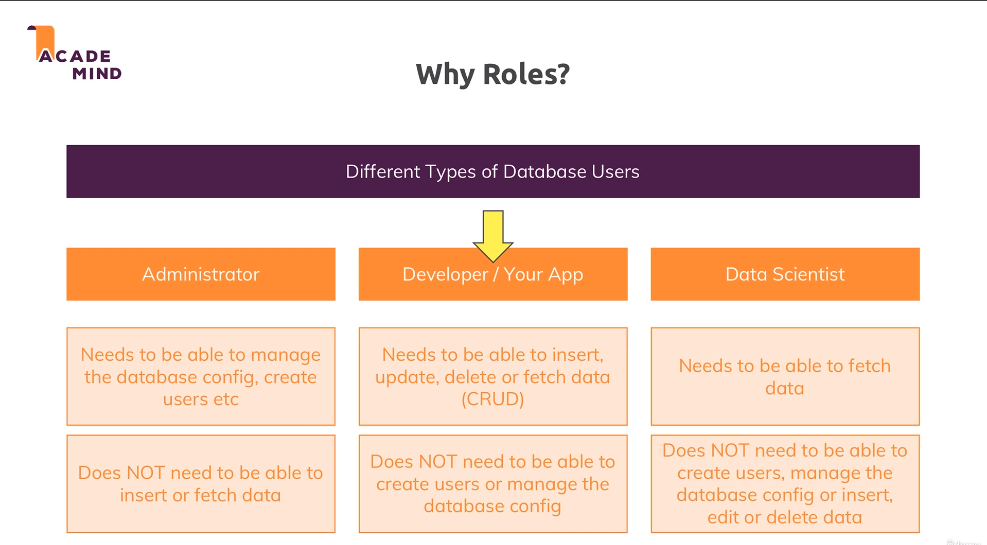 ACADE
MIND
Why Roles?
Different Types of Database Users
Administrator
Developer / Your App
Data Scientist
Needs to be able to manage
the database config, create
users etc
Needs to be able to insert,
update, delete or fetch data
(CRUD)
Needs to be able to fetch
data
Does NOT need to be able to
insert or fetch data
Does NOT need to be able to
create users or manage the
database config
Does NOT need to be able to
create users, manage the
database config or insert,
edit or delete data